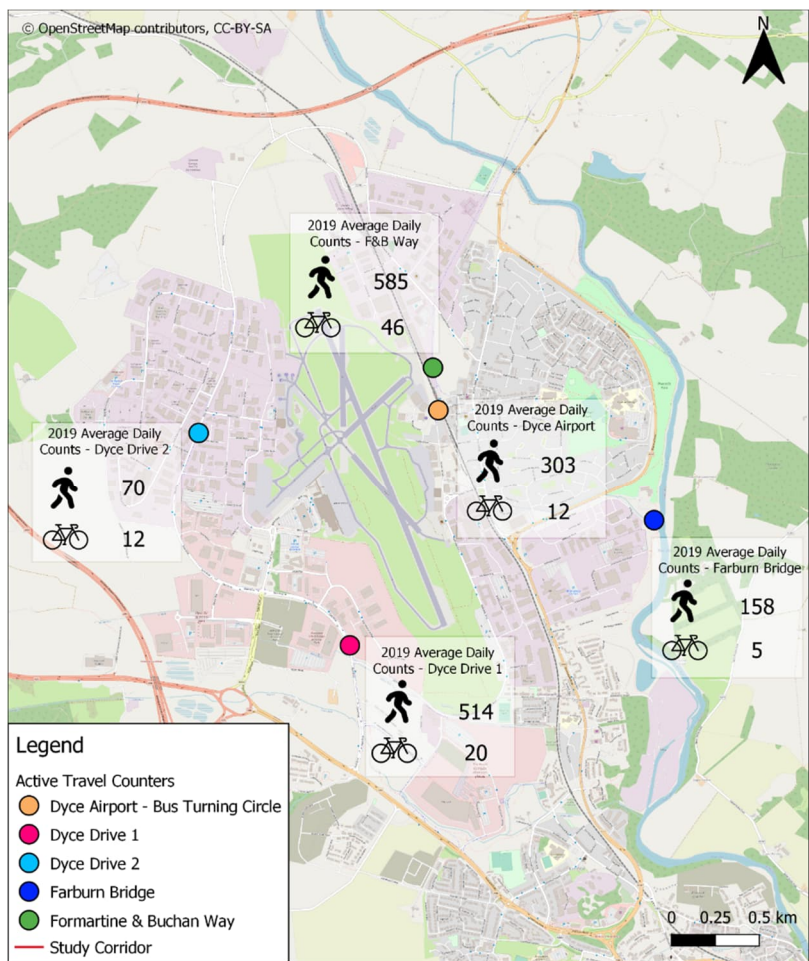 © OpenStreetMap contributors, CC-BY-SA
N
2019 Average Daily
Counts - F&B Way
585
46
2019 Average Daily
Counts - Dyce Airport
303
12
2019 Average Daily
Counts - Dyce Drive 2
70
12
2019 Average Daily
Counts - Farburn Bridge
158
5
2019 Average Daily
Counts - Dyce Drive 1
514
20
Legend
Active Travel Counters
Dyce Airport - Bus Turning Circle
Dyce Drive 1
Dyce Drive 2
Farburn Bridge
Formartine & Buchan Way
Study Corridor
0 0.25 0.5 km